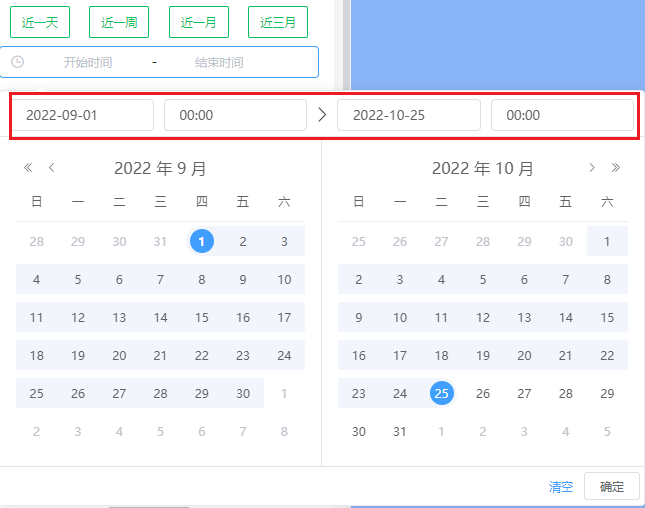 近一天 近一周 近一月 近三月
开始时间 - 结束时间
2022-09-01 00:00 > 2022-10-25 00:00
« ‹ 2022 年 9 月
日 一 二 三 四 五 六
28 29 30 31 1 2 3
4 5 6 7 8 9 10
11 12 13 14 15 16 17
18 19 20 21 22 23 24
25 26 27 28 29 30 1
2 3 4 5 6 7 8
2022 年 10 月 › »
日 一 二 三 四 五 六
25 26 27 28 29 30 1
2 3 4 5 6 7 8
9 10 11 12 13 14 15
16 17 18 19 20 21 22
23 24 25 26 27 28 29
30 31 1 2 3 4 5
清空 确定